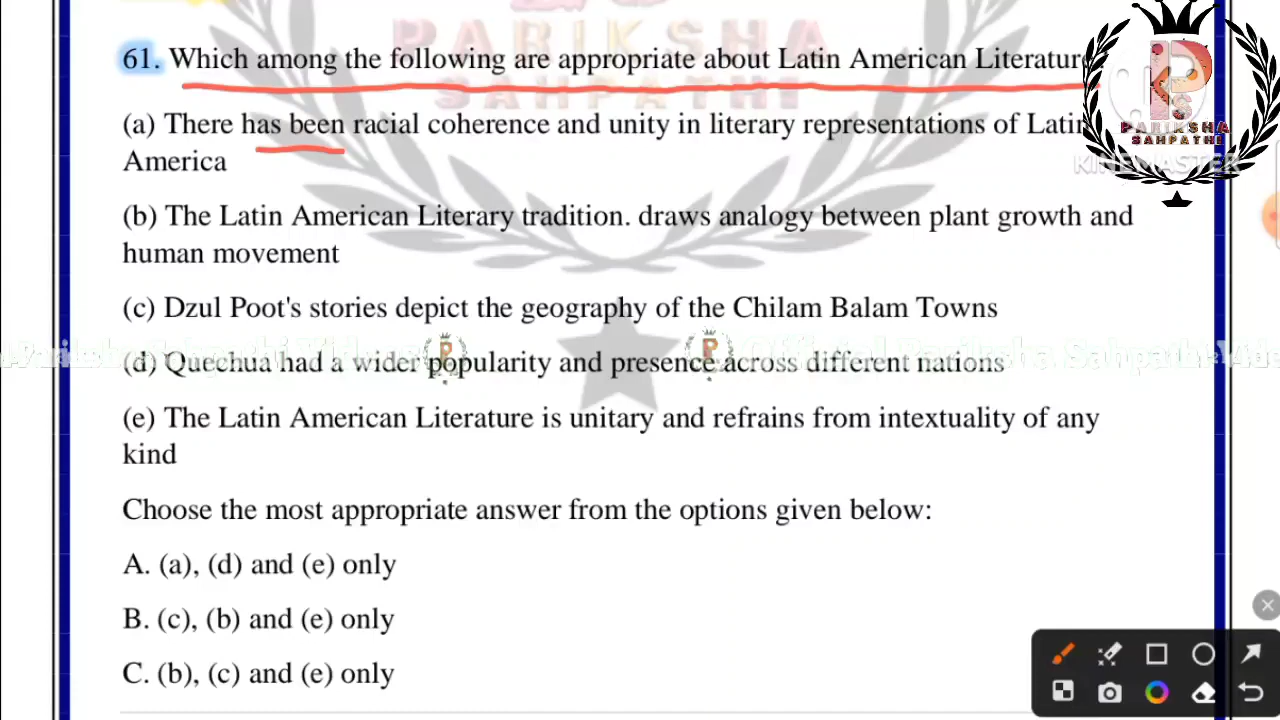 PARIKSHA
SAHPATHI
61. Which among the following are appropriate about Latin American Literature
(a) There has been racial coherence and unity in literary representations of Latin
America
(b) The Latin American Literary tradition. draws analogy between plant growth and
human movement
(c) Dzul Poot's stories depict the geography of the Chilam Balam Towns
(d) Quechua had a wider popularity and presence across different nations
(e) The Latin American Literature is unitary and refrains from intextuality of any
kind
Choose the most appropriate answer from the options given below:
A. (a), (d) and (e) only
B. (c), (b) and (e) only
C. (b), (c) and (e) only
PARIKSHA
SAHPATHI
KINEMASTER